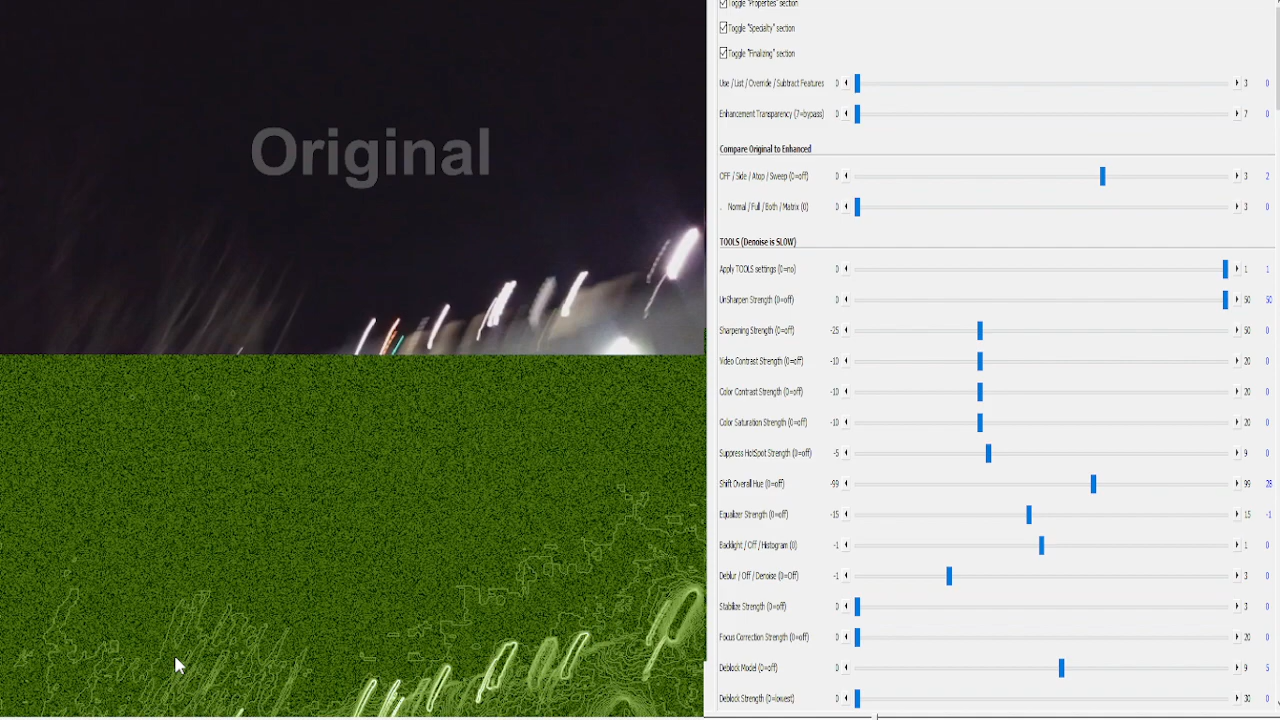 Original
Toggle "Properties" section
Toggle "Specialty" section
Toggle "Finalizing" section
Use / List / Override / Subtract Features 0 3 0
Enhancement Transparency (7=bypass) 0 7 0
Compare Original to Enhanced
OFF / Side / Atop / Sweep (0=off) 0 3 2
. Normal / Full / Both / Matrix (0) 0 3 0
TOOLS (Denoise is SLOW)
Apply TOOLS settings (0=no) 0 1 1
UnSharpen Strength (0=off) 0 50 50
Sharpening Strength (0=off) -25 50 0
Video Contrast Strength (0=off) -10 20 0
Color Contrast Strength (0=off) -10 20 0
Color Saturation Strength (0=off) -10 20 0
Suppress HotSpot Strength (0=off) -5 9 0
Shift Overall Hue (0=off) -99 99 28
Equalizer Strength (0=off) -15 15 -1
Backlight / Off / Histogram (0) -1 1 0
Deblur / Off / Denoise (0=Off) -1 3 0
Stabilize Strength (0=off) 0 3 0
Focus Correction Strength (0=off) 0 20 0
Deblock Model (0=off) 0 9 5
Deblock Strength (0=lowest) 0 30 0